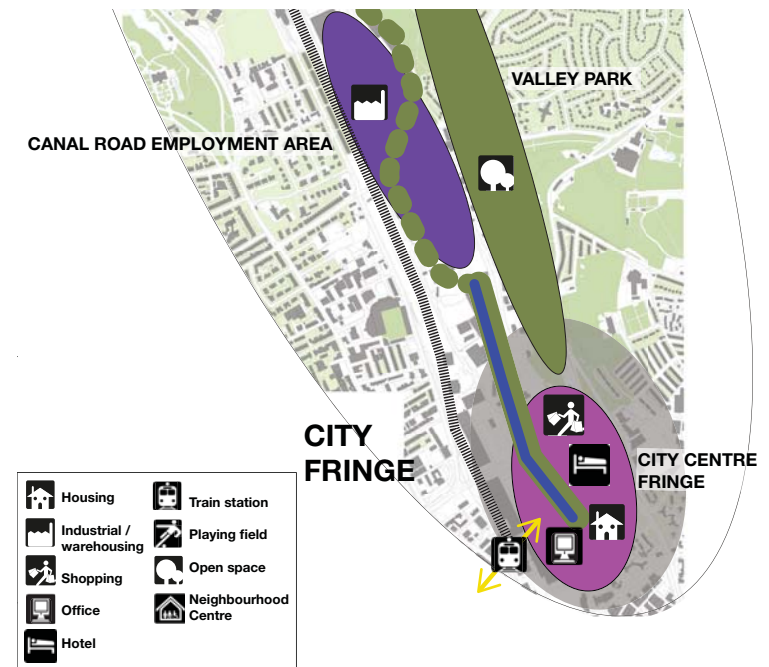 VALLEY PARK
CANAL ROAD EMPLOYMENT AREA
CITY
FRINGE
CITY CENTRE
FRINGE
Housing
Industrial /
warehousing
Shopping
Office
Hotel
Train station
Playing field
Open space
Neighbourhood
Centre